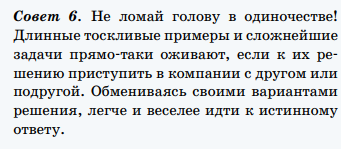 Совет 6. Не ломай голову в одиночестве!
Длинные тоскливые примеры и сложнейшие
задачи прямо-таки оживают, если к их ре-
шению приступить в компании с другом или
подругой. Обмениваясь своими вариантами
решения, легче и веселее идти к истинному
ответу.